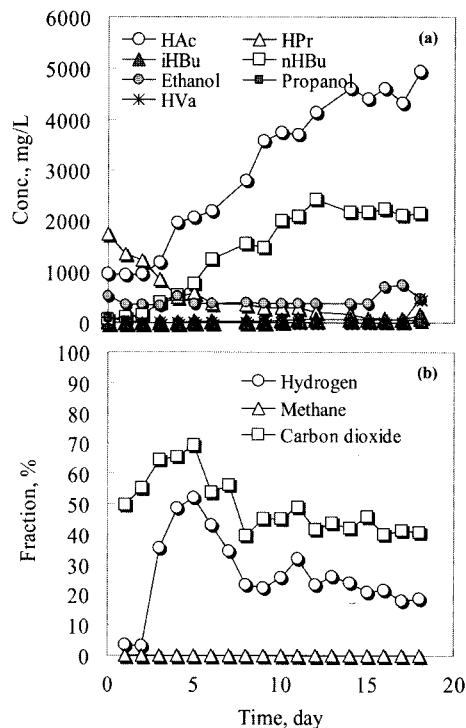 (a)
HAc HPr
iHBu nHBu
Ethanol Propanol
HVa
6000
5000
4000
3000
2000
1000
0
Conc., mg/L
(b)
Hydrogen
Methane
Carbon dioxide
100
90
80
70
60
50
40
30
20
10
0
Fraction, %
0 5 10 15 20
Time, day